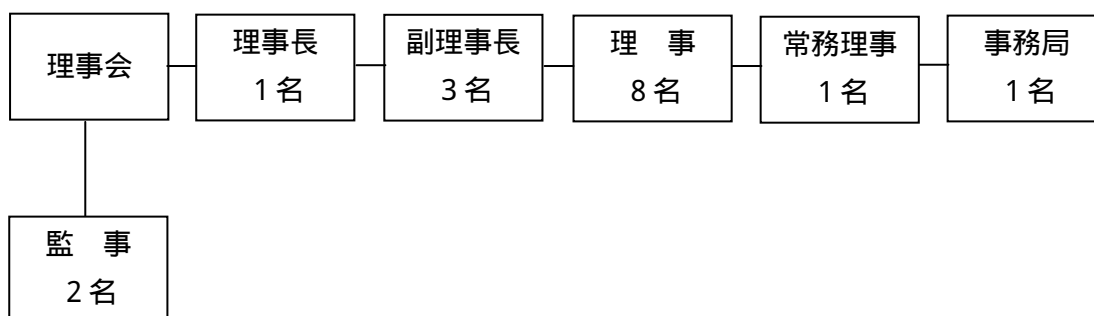 理事会
理事長
1名
副理事長
3名
理　事
8名
常務理事
1名
事務局
1名
監　事
2名